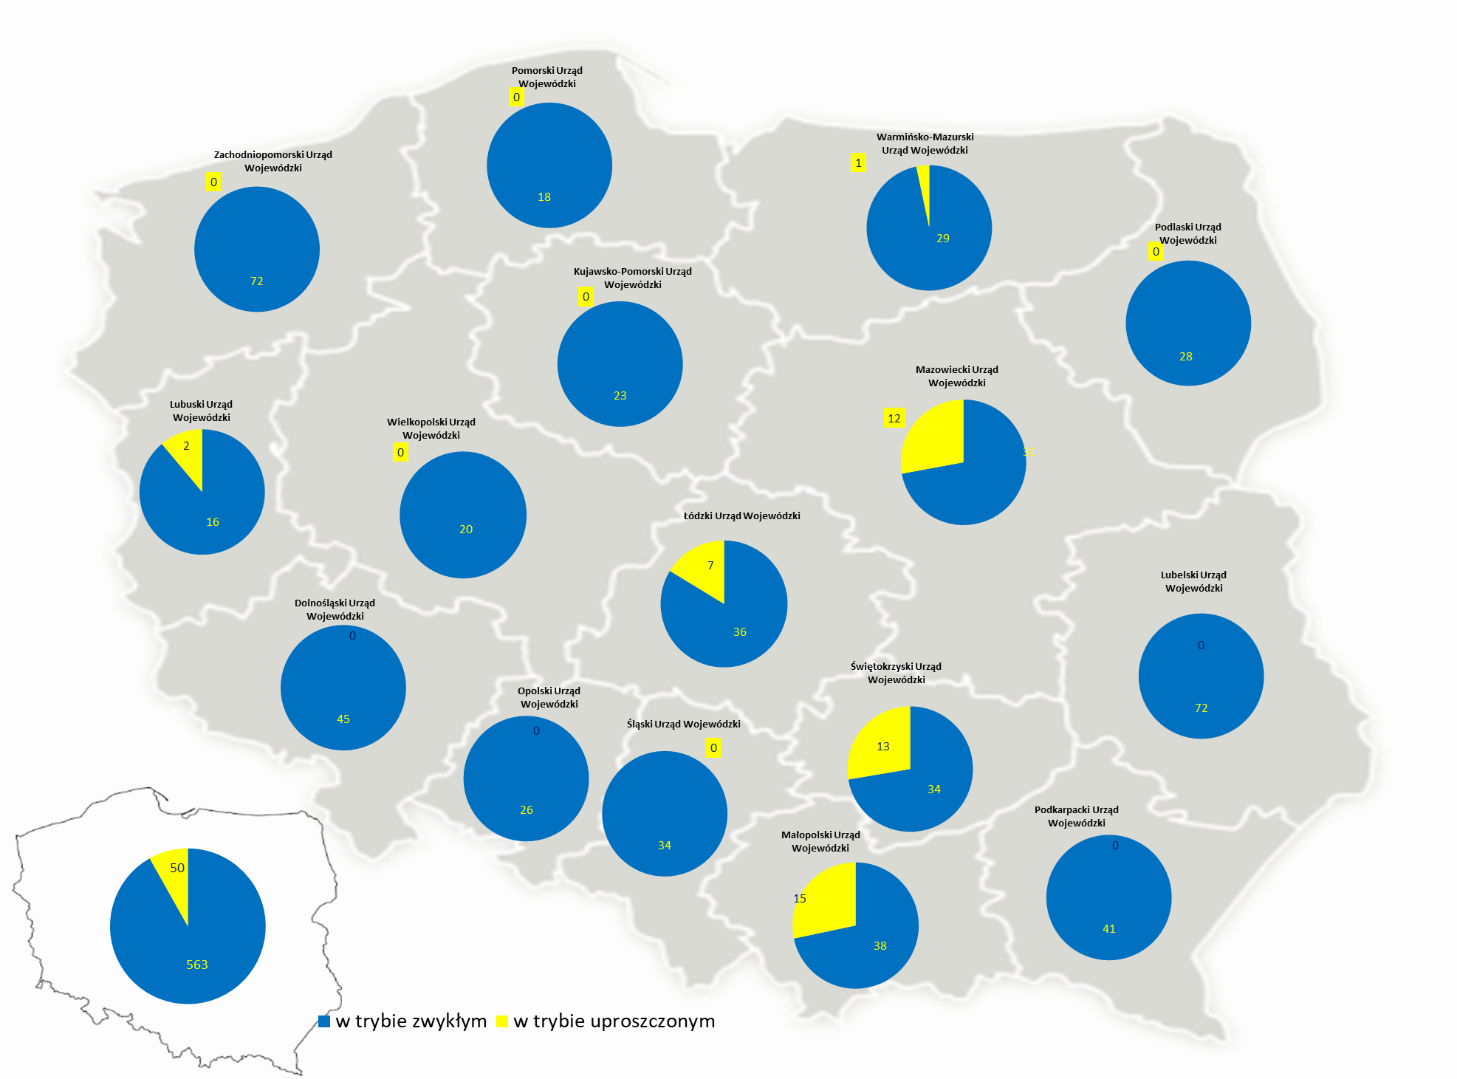 Pomorski Urząd
Wojewódzki
0
18
Zachodniopomorski Urząd
Wojewódzki
0
72
Warmińsko-Mazurski
Urząd Wojewódzki
1
29
Podlaski Urząd
Wojewódzki
0
28
Kujawsko-Pomorski Urząd
Wojewódzki
0
23
Mazowiecki Urząd
Wojewódzki
12
Lubuski Urząd
Wojewódzki
2
16
Wielkopolski Urząd
Wojewódzki
0
20
Łódzki Urząd Wojewódzki
7
36
Lubelski Urząd
Wojewódzki
0
72
Dolnośląski Urząd
Wojewódzki
0
45
Świętokrzyski Urząd
Wojewódzki
13
34
Opolski Urząd
Wojewódzki
0
26
Śląski Urząd Wojewódzki
0
34
Małopolski Urząd
Wojewódzki
15
38
Podkarpacki Urząd
Wojewódzki
0
41
50
563
w trybie zwykłym w trybie uproszczonym